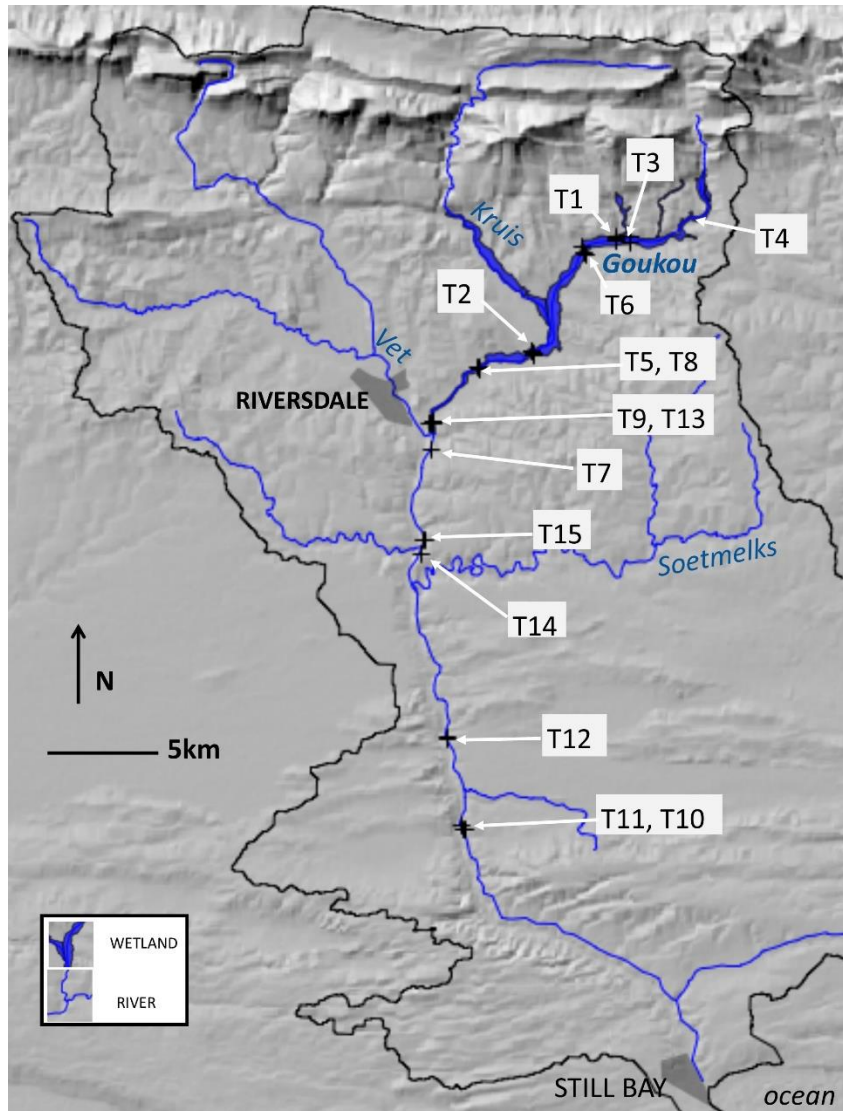 T3
T1
Kruis
T4
Goukou
T6
T2
Vet
T5, T8
RIVERSDALE
T9, T13
T7
T15
Soetmelks
T14
N
5km
T12
T11, T10
WETLAND
RIVER
STILL BAY
ocean